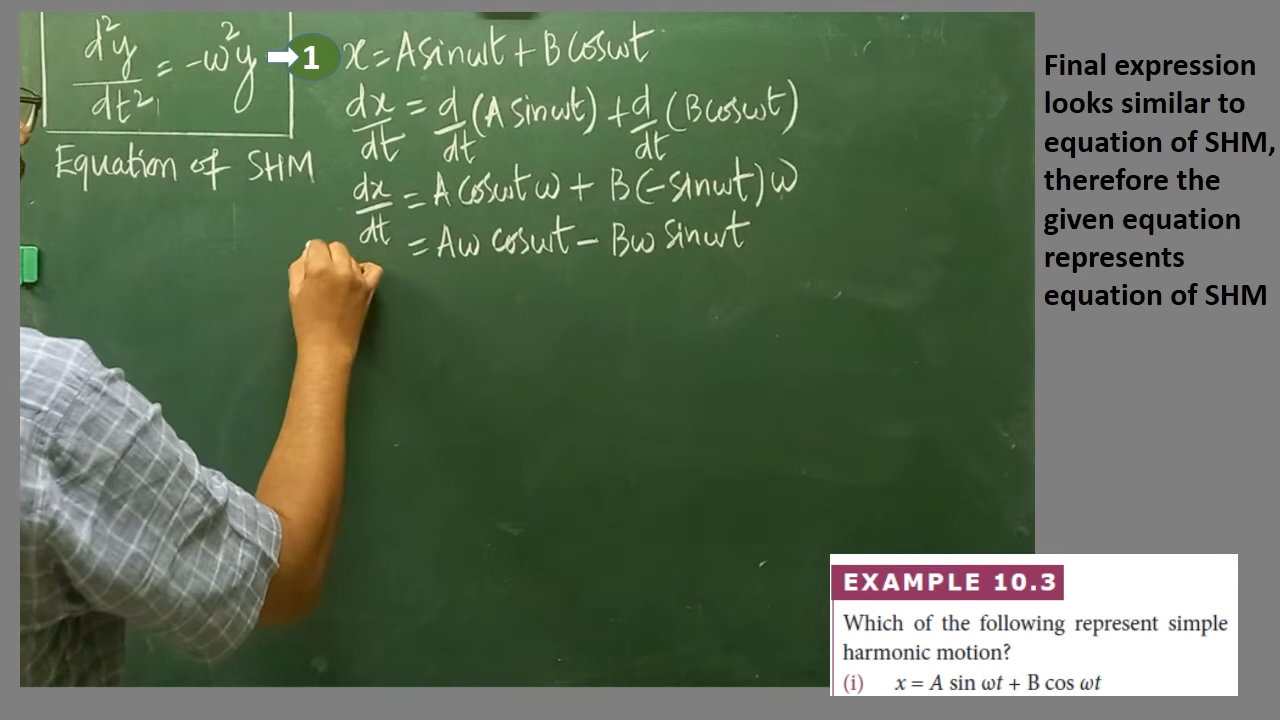 d²y/dt² = -ω²y
Equation of SHM
1
x = A sinωt + B cosωt
dx/dt = d/dt (A sinωt) + d/dt (B cosωt)
dx/dt = A cosωt ω + B (-sinωt) ω
= Aω cosωt - Bω sinωt
Final expression
looks similar to
equation of SHM,
therefore the
given equation
represents
equation of SHM
EXAMPLE 10.3
Which of the following represent simple
harmonic motion?
(i) x = A sin ωt + B cos ωt